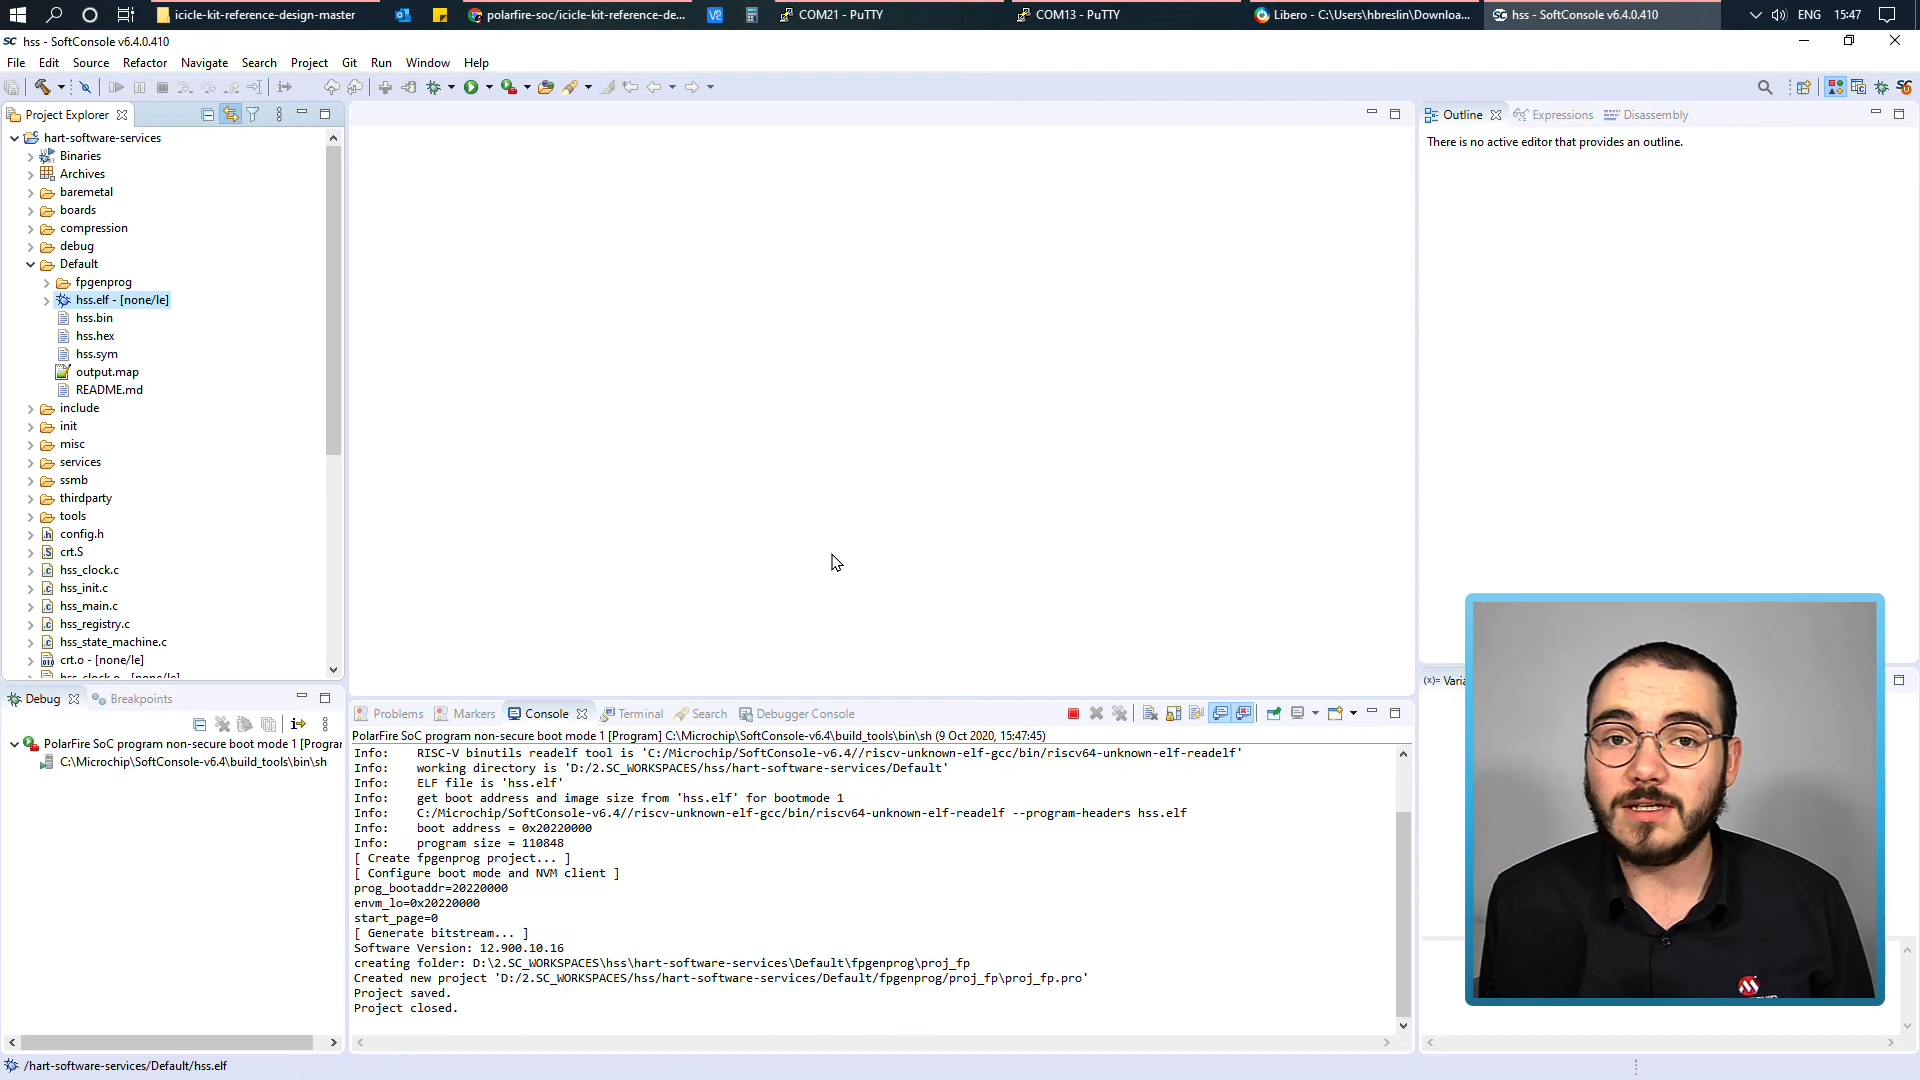 icicle-kit-reference-design-master
polarfire-soc/icicle-kit-reference-de...
COM21 - PuTTY
COM13 - PuTTY
Libero - C:\Users\hbreslin\Downloa...
hss - SoftConsole v6.4.0.410
ENG
15:47
SC hss - SoftConsole v6.4.0.410
File Edit Source Refactor Navigate Search Project Git Run Window Help
Project Explorer
hart-software-services
Binaries
Archives
baremetal
boards
compression
debug
Default
fpgenprog
hss.elf - [none/le]
hss.bin
hss.hex
hss.sym
output.map
README.md
include
init
misc
services
ssmb
thirdparty
tools
config.h
crt.S
hss_clock.c
hss_init.c
hss_main.c
hss_registry.c
hss_state_machine.c
crt.o - [none/le]
hss_clock.o - [none/le]
Outline Expressions Disassembly
There is no active editor that provides an outline.
(x)= Varia
Debug Breakpoints
PolarFire SoC program non-secure boot mode 1 [Progran
C:\Microchip\SoftConsole-v6.4\build_tools\bin\sh
Problems Markers Console Terminal Search Debugger Console
PolarFire SoC program non-secure boot mode 1 [Program] C:\Microchip\SoftConsole-v6.4\build_tools\bin\sh (9 Oct 2020, 15:47:45)
Info: RISC-V binutils readelf tool is 'C:/Microchip/SoftConsole-v6.4//riscv-unknown-elf-gcc/bin/riscv64-unknown-elf-readelf'
Info: working directory is 'D:/2.SC_WORKSPACES/hss/hart-software-services/Default'
Info: ELF file is 'hss.elf'
Info: get boot address and image size from 'hss.elf' for bootmode 1
Info: C:/Microchip/SoftConsole-v6.4//riscv-unknown-elf-gcc/bin/riscv64-unknown-elf-readelf --program-headers hss.elf
Info: boot address = 0x20220000
Info: program size = 110848
[ Create fpgenprog project... ]
[ Configure boot mode and NVM client ]
prog_bootaddr=20220000
envm_lo=0x20220000
start_page=0
[ Generate bitstream... ]
Software Version: 12.900.10.16
creating folder: D:\2.SC_WORKSPACES\hss\hart-software-services\Default\fpgenprog\proj_fp
Created new project 'D:/2.SC_WORKSPACES/hss/hart-software-services/Default/fpgenprog/proj_fp\proj_fp.pro'
Project saved.
Project closed.
/hart-software-services/Default/hss.elf